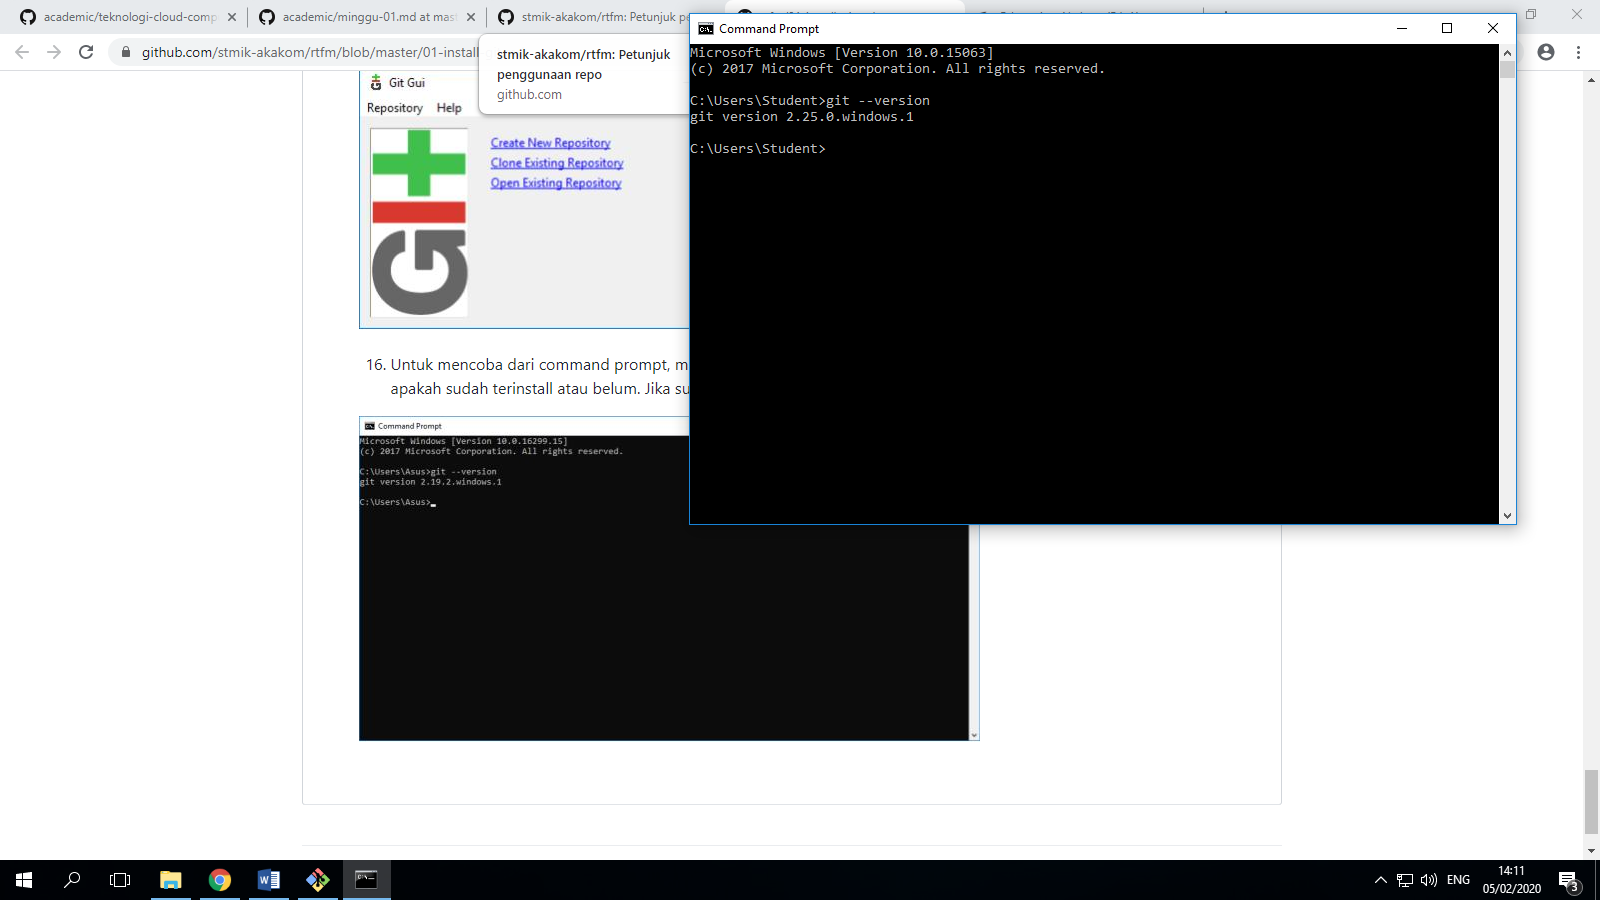 academic/teknologi-cloud-comp
academic/minggu-01.md at mast
stmik-akakom/rtfm: Petunjuk pe
github.com/stmik-akakom/rtfm/blob/master/01-install
stmik-akakom/rtfm: Petunjuk
penggunaan repo
github.com
Git Gui
Repository Help
Create New Repository
Clone Existing Repository
Open Existing Repository
GIT
16. Untuk mencoba dari command prompt, m
apakah sudah terinstall atau belum. Jika su
Command Prompt
Microsoft Windows [Version 10.0.16299.15]
(c) 2017 Microsoft Corporation. All rights reserved.
C:\Users\Asus>git --version
git version 2.19.2.windows.1
C:\Users\Asus>_
Command Prompt
Microsoft Windows [Version 10.0.15063]
(c) 2017 Microsoft Corporation. All rights reserved.
C:\Users\Student>git --version
git version 2.25.0.windows.1
C:\Users\Student>
ENG
14:11
05/02/2020
3